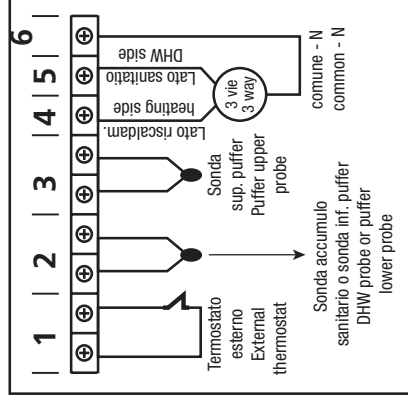 1
2
3
4
5
6
Termostato
esterno
External
thermostat
Sonda accumulo
sanitario o sonda inf. puffer
DHW probe or puffer
lower probe
Sonda
sup. puffer
Puffer upper
probe
Lato riscaldam.
heating side
Lato sanitatio
DHW side
3 vie
3 way
comune - N
common - N